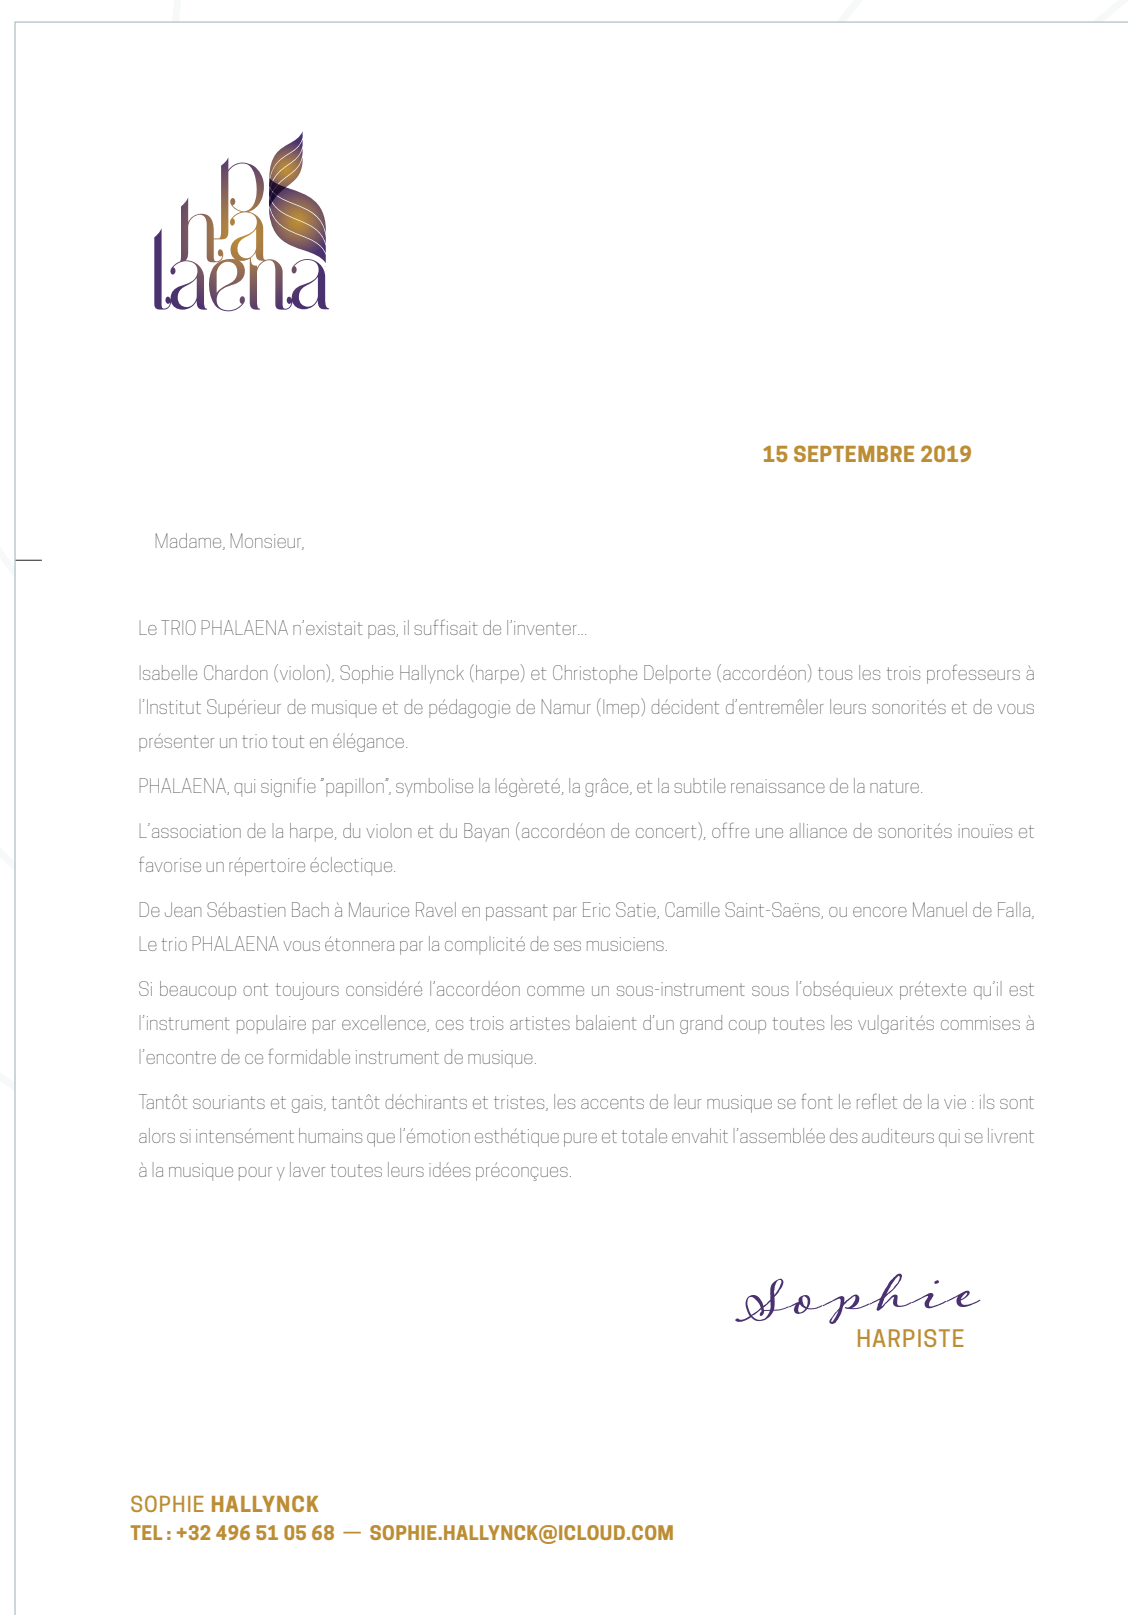 phalaena
15 SEPTEMBRE 2019
Madame, Monsieur,
Le TRIO PHALAENA n’existait pas, il suffisait de l’inventer...
Isabelle Chardon (violon), Sophie Hallynck (harpe) et Christophe Delporte (accordéon) tous les trois professeurs à
l’Institut Supérieur de musique et de pédagogie de Namur (Imep) décident d’entremêler leurs sonorités et de vous
présenter un trio tout en élégance.
PHALAENA, qui signifie “papillon”, symbolise la légèreté, la grâce, et la subtile renaissance de la nature.
L’association de la harpe, du violon et du Bayan (accordéon de concert), offre une alliance de sonorités inouïes et
favorise un répertoire éclectique.
De Jean Sébastien Bach à Maurice Ravel en passant par Eric Satie, Camille Saint-Saëns, ou encore Manuel de Falla,
Le trio PHALAENA vous étonnera par la complicité de ses musiciens.
Si beaucoup ont toujours considéré l’accordéon comme un sous-instrument sous l’obséquieux prétexte qu’il est
l’instrument populaire par excellence, ces trois artistes balaient d’un grand coup toutes les vulgarités commises à
l’encontre de ce formidable instrument de musique.
Tantôt souriants et gais, tantôt déchirants et tristes, les accents de leur musique se font le reflet de la vie : ils sont
alors si intensément humains que l’émotion esthétique pure et totale envahit l’assemblée des auditeurs qui se livrent
à la musique pour y laver toutes leurs idées préconçues.
Sophie
HARPISTE
SOPHIE HALLYNCK
TEL : +32 496 51 05 68 — SOPHIE.HALLYNCK@ICLOUD.COM